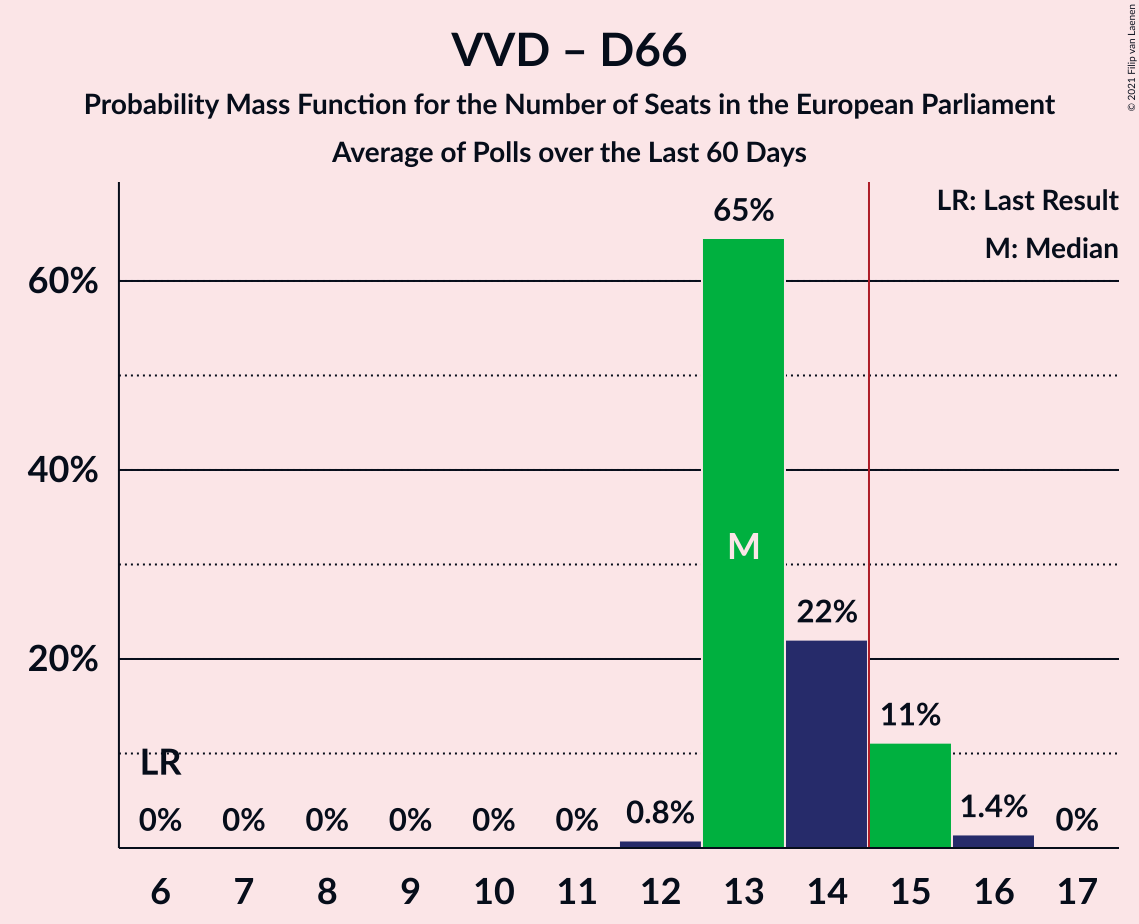 VVD – D66
Probability Mass Function for the Number of Seats in the European Parliament
Average of Polls over the Last 60 Days
© 2021 Filip van Laenen
LR: Last Result
M: Median
60%
40%
20%
65%
M
22%
11%
LR
0% 0% 0% 0% 0% 0% 0.8% 1.4% 0%
6 7 8 9 10 11 12 13 14 15 16 17